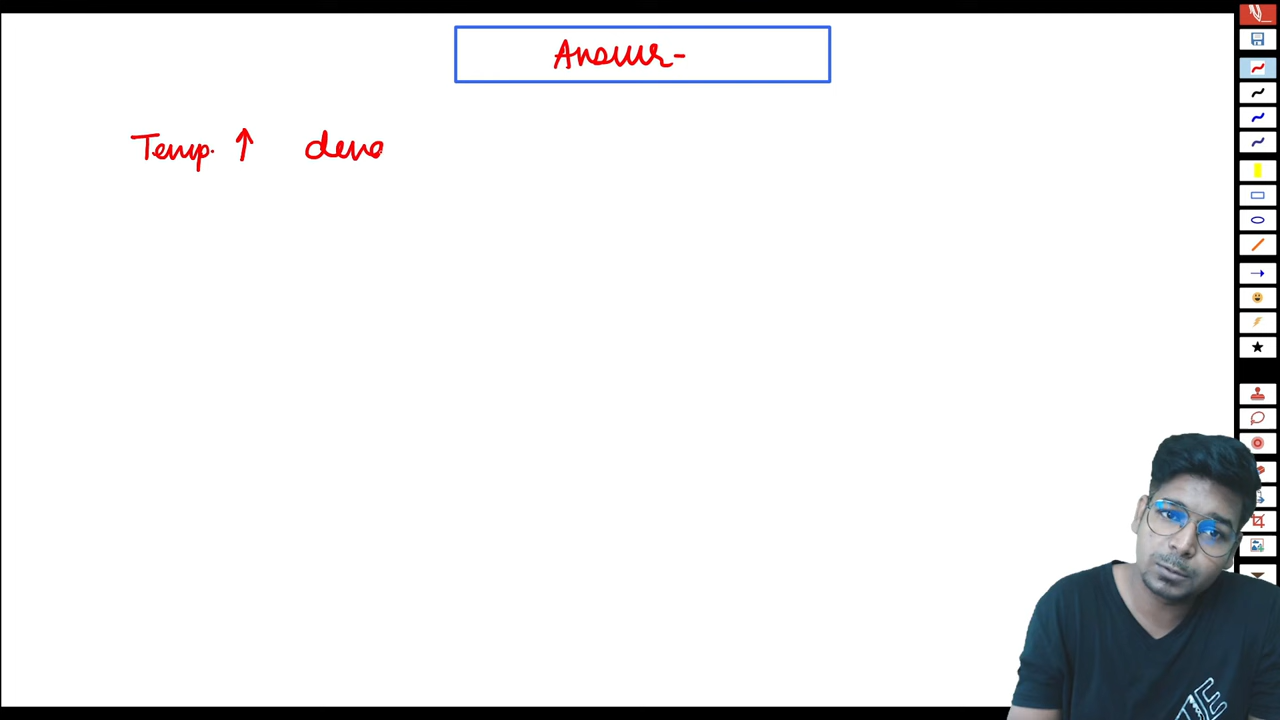 Answer-
Temp. ↑ dens